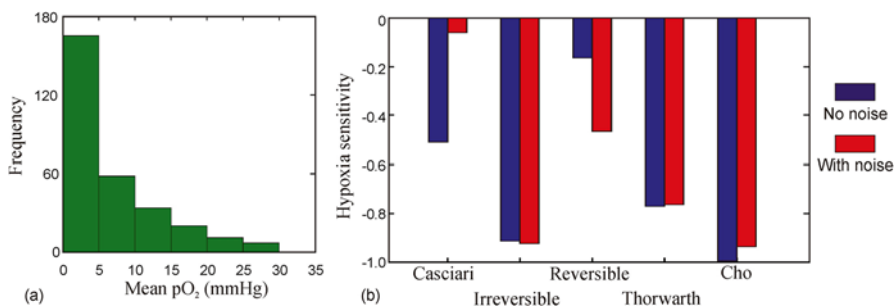 180
120
60
0
Frequency
0 5 10 15 20 25 30 35
Mean pO₂ (mmHg)
(a)
0
-0.2
-0.4
-0.6
-0.8
-1.0
Hypoxia sensitivity
Casciari
Irreversible
Reversible
Thorwarth
Cho
(b)
No noise
With noise